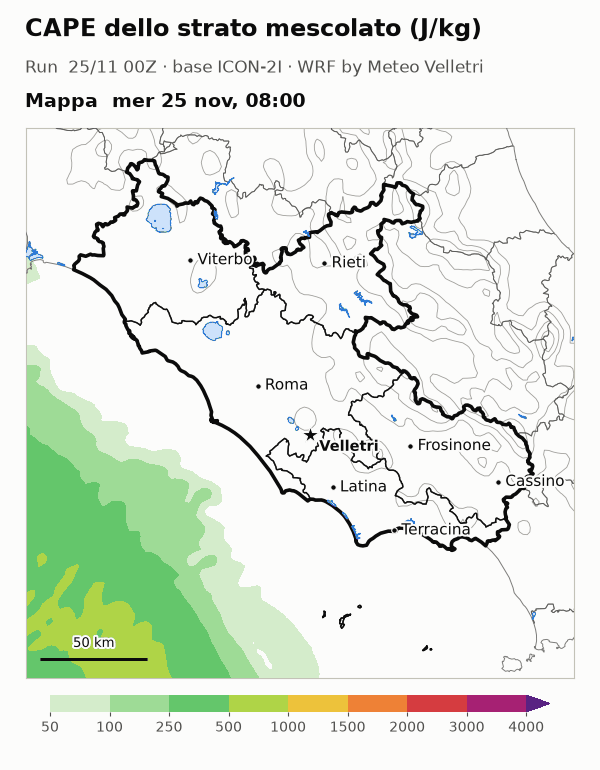 CAPE dello strato mescolato (J/kg)
Run  25/11 00Z · base ICON-2I · WRF by Meteo Velletri
Mappa  mer 25 nov, 08:00
Viterbo
Rieti
Roma
Velletri
Frosinone
Cassino
Latina
Terracina
50 km
50 100 250 500 1000 1500 2000 3000 4000